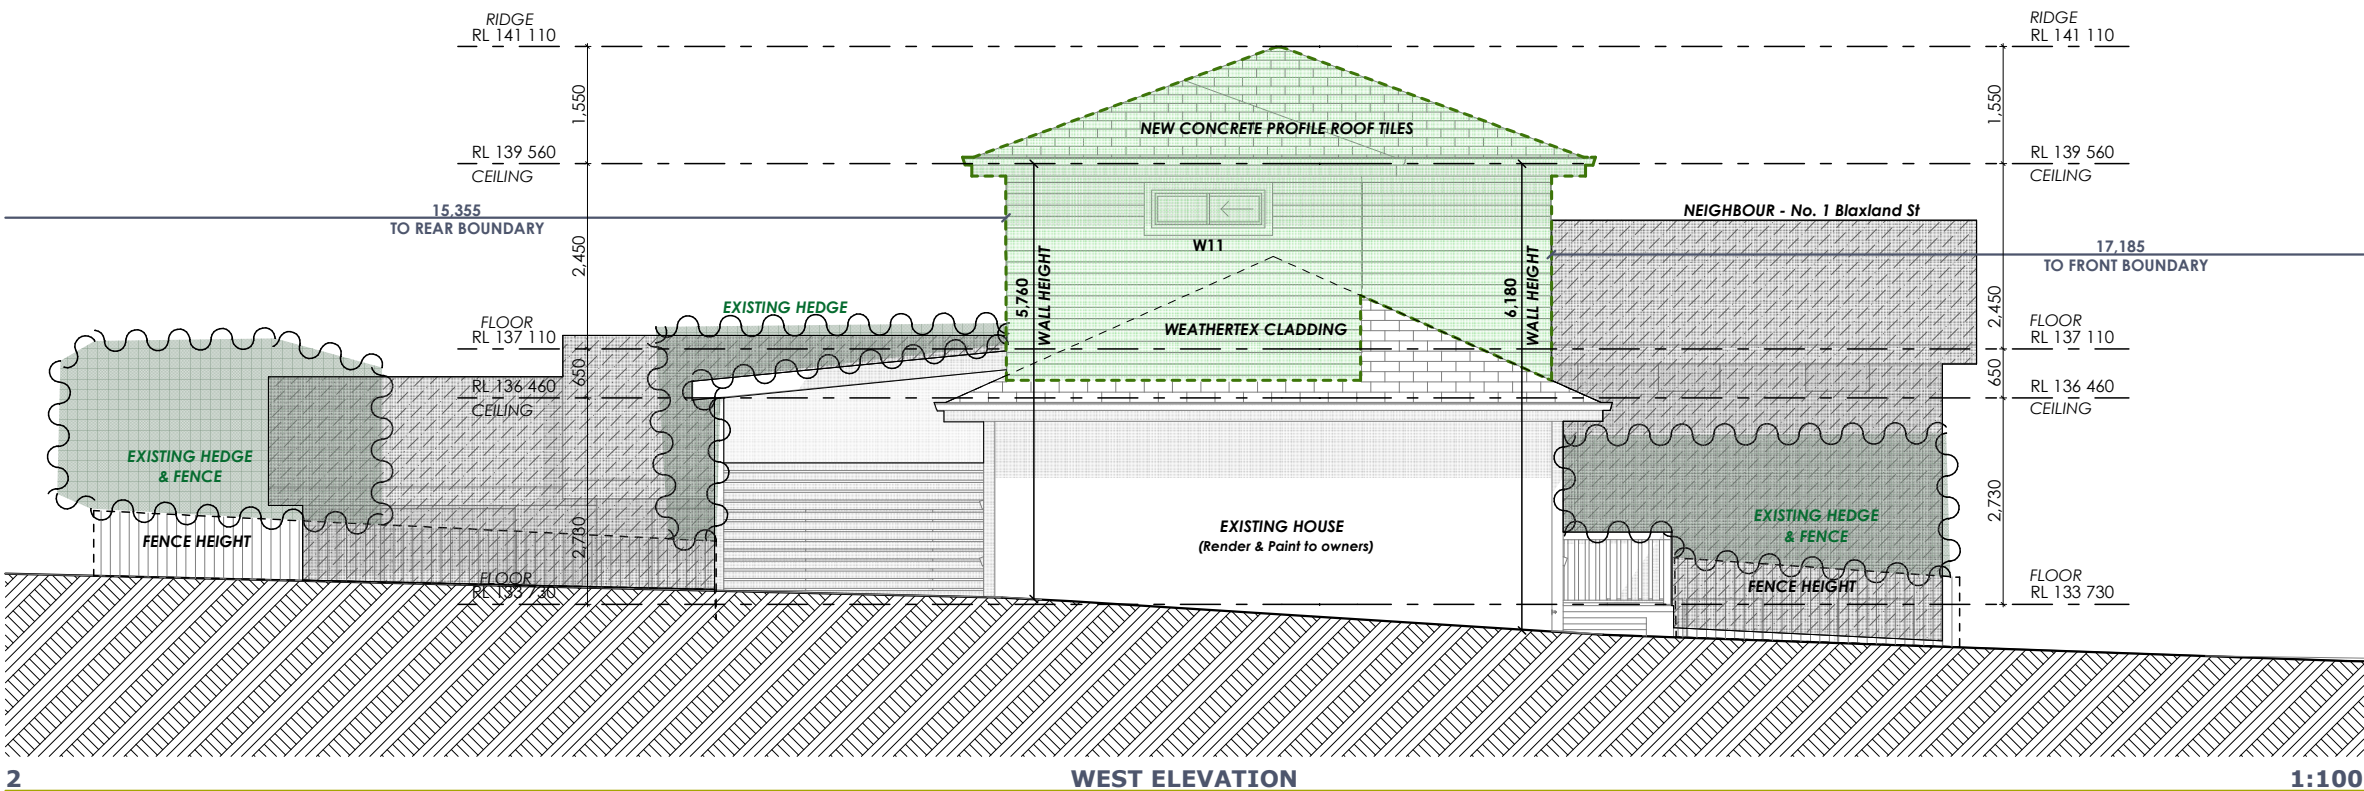 RIDGE
RL 141 110
1,550
RL 139 560
CEILING
15,355
TO REAR BOUNDARY
2,450
FLOOR
RL 137 110
650
RL 136 460
CEILING
2,730
FLOOR
RL 133 730
EXISTING HEDGE
& FENCE
FENCE HEIGHT
EXISTING HEDGE
NEW CONCRETE PROFILE ROOF TILES
W11
5,760
WALL HEIGHT
WEATHERTEX CLADDING
6,180
WALL HEIGHT
EXISTING HOUSE
(Render & Paint to owners)
NEIGHBOUR - No. 1 Blaxland St
17,185
TO FRONT BOUNDARY
EXISTING HEDGE
& FENCE
FENCE HEIGHT
RIDGE
RL 141 110
1,550
RL 139 560
CEILING
2,450
FLOOR
RL 137 110
650
RL 136 460
CEILING
2,730
FLOOR
RL 133 730
2
WEST ELEVATION
1:100